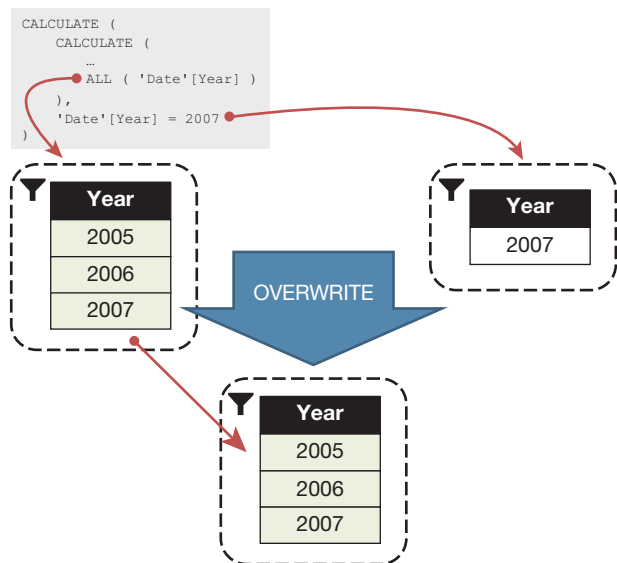 CALCULATE (
CALCULATE (
…
ALL ( 'Date'[Year] )
),
'Date'[Year] = 2007
)
Year
2005
2006
2007
Year
2007
OVERWRITE
Year
2005
2006
2007